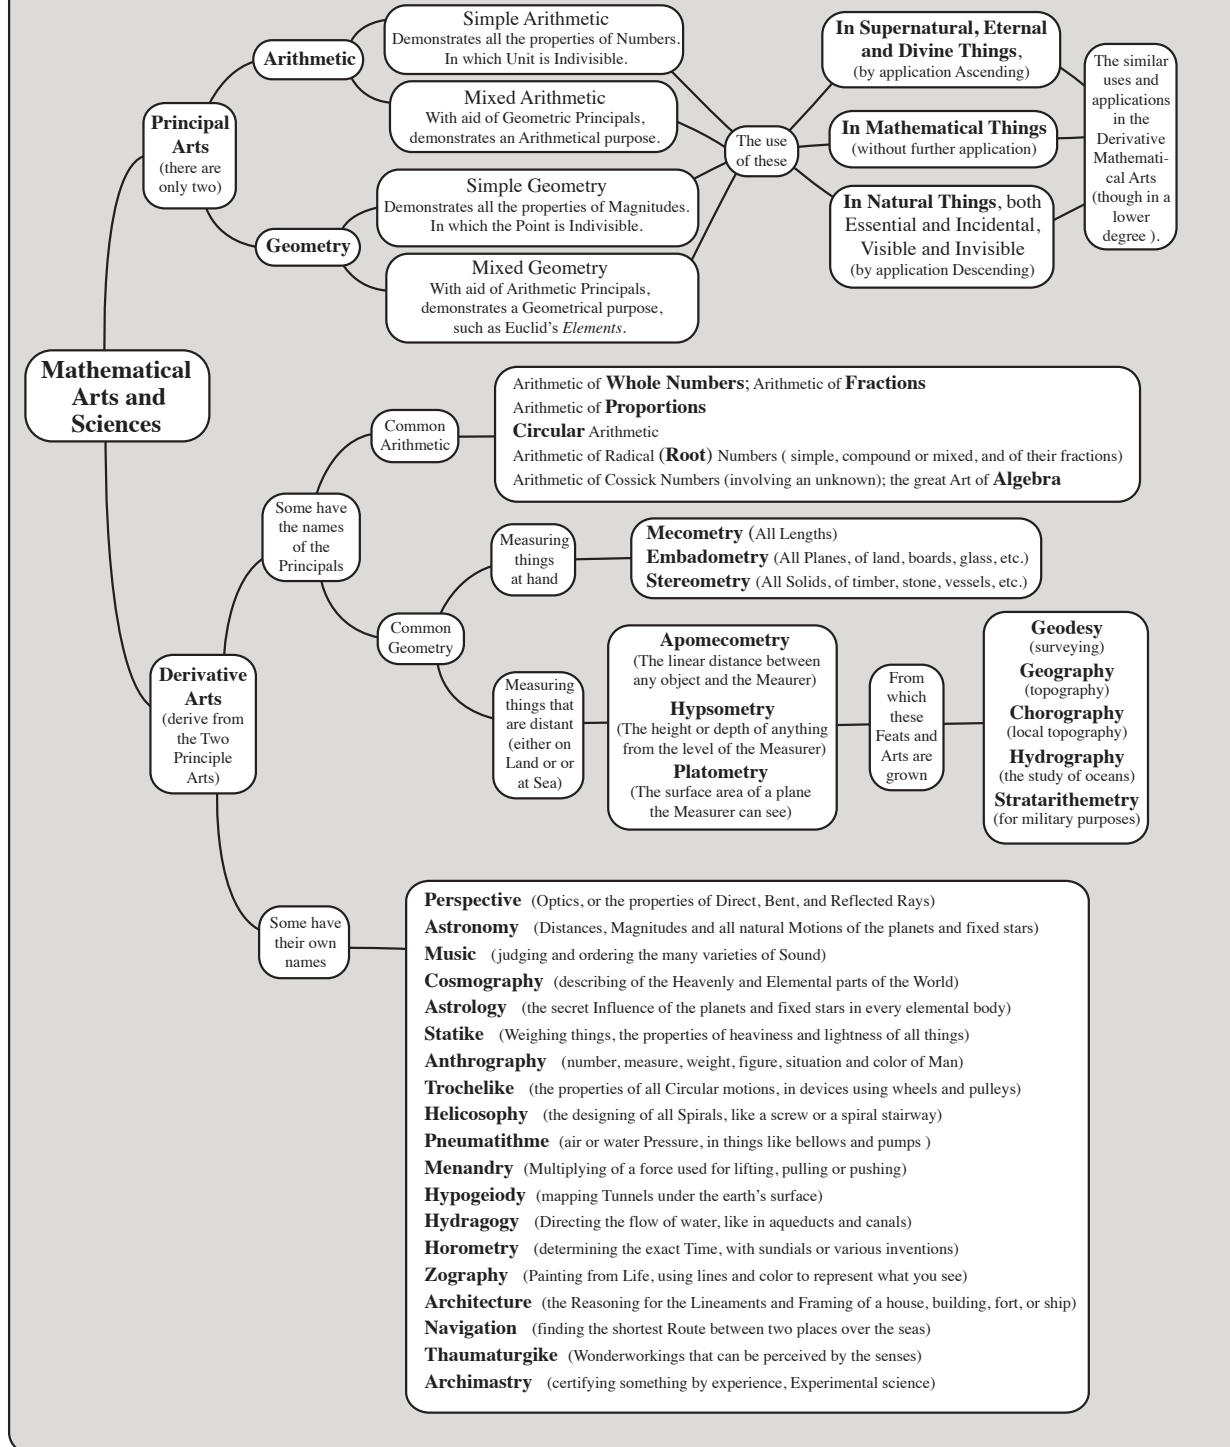 Simple Arithmetic
Demonstrates all the properties of Numbers.
In which Unit is Indivisible.
Arithmetic
Mixed Arithmetic
With aid of Geometric Principals,
demonstrates an Arithmetical purpose.
Principal
Arts
(there are
only two)
Simple Geometry
Demonstrates all the properties of Magnitudes.
In which the Point is Indivisible.
Geometry
Mixed Geometry
With aid of Arithmetic Principals,
demonstrates a Geometrical purpose,
such as Euclid's Elements.
The use
of these
In Supernatural, Eternal
and Divine Things,
(by application Ascending)
In Mathematical Things
(without further application)
In Natural Things, both
Essential and Incidental,
Visible and Invisible
(by application Descending)
The similar
uses and
applications
in the
Derivative
Mathemati-
cal Arts
(though in a
lower
degree ).
Mathematical
Arts and
Sciences
Common
Arithmetic
Arithmetic of Whole Numbers; Arithmetic of Fractions
Arithmetic of Proportions
Circular Arithmetic
Arithmetic of Radical (Root) Numbers ( simple, compound or mixed, and of their fractions)
Arithmetic of Cossick Numbers (involving an unknown); the great Art of Algebra
Some have
the names
of the
Principals
Measuring
things
at hand
Mecometry (All Lengths)
Embadometry (All Planes, of land, boards, glass, etc.)
Stereometry (All Solids, of timber, stone, vessels, etc.)
Common
Geometry
Measuring
things that
are distant
(either on
Land or or
at Sea)
Apomecometry
(The linear distance between
any object and the Meaurer)
Hypsometry
(The height or depth of anything
from the level of the Measurer)
Platometry
(The surface area of a plane
the Measurer can see)
From
which
these
Feats and
Arts are
grown
Geodesy
(surveying)
Geography
(topography)
Chorography
(local topography)
Hydrography
(the study of oceans)
Stratarithemetry
(for military purposes)
Derivative
Arts
(derive from
the Two
Principle
Arts)
Some have
their own
names
Perspective (Optics, or the properties of Direct, Bent, and Reflected Rays)
Astronomy (Distances, Magnitudes and all natural Motions of the planets and fixed stars)
Music (judging and ordering the many varieties of Sound)
Cosmography (describing of the Heavenly and Elemental parts of the World)
Astrology (the secret Influence of the planets and fixed stars in every elemental body)
Statike (Weighing things, the properties of heaviness and lightness of all things)
Anthrography (number, measure, weight, figure, situation and color of Man)
Trochelike (the properties of all Circular motions, in devices using wheels and pulleys)
Helicosophy (the designing of all Spirals, like a screw or a spiral stairway)
Pneumatithme (air or water Pressure, in things like bellows and pumps )
Menandry (Multiplying of a force used for lifting, pulling or pushing)
Hypogeiody (mapping Tunnels under the earth's surface)
Hydragogy (Directing the flow of water, like in aqueducts and canals)
Horometry (determining the exact Time, with sundials or various inventions)
Zography (Painting from Life, using lines and color to represent what you see)
Architecture (the Reasoning for the Lineaments and Framing of a house, building, fort, or ship)
Navigation (finding the shortest Route between two places over the seas)
Thaumaturgike (Wonderworkings that can be perceived by the senses)
Archimastry (certifying something by experience, Experimental science)